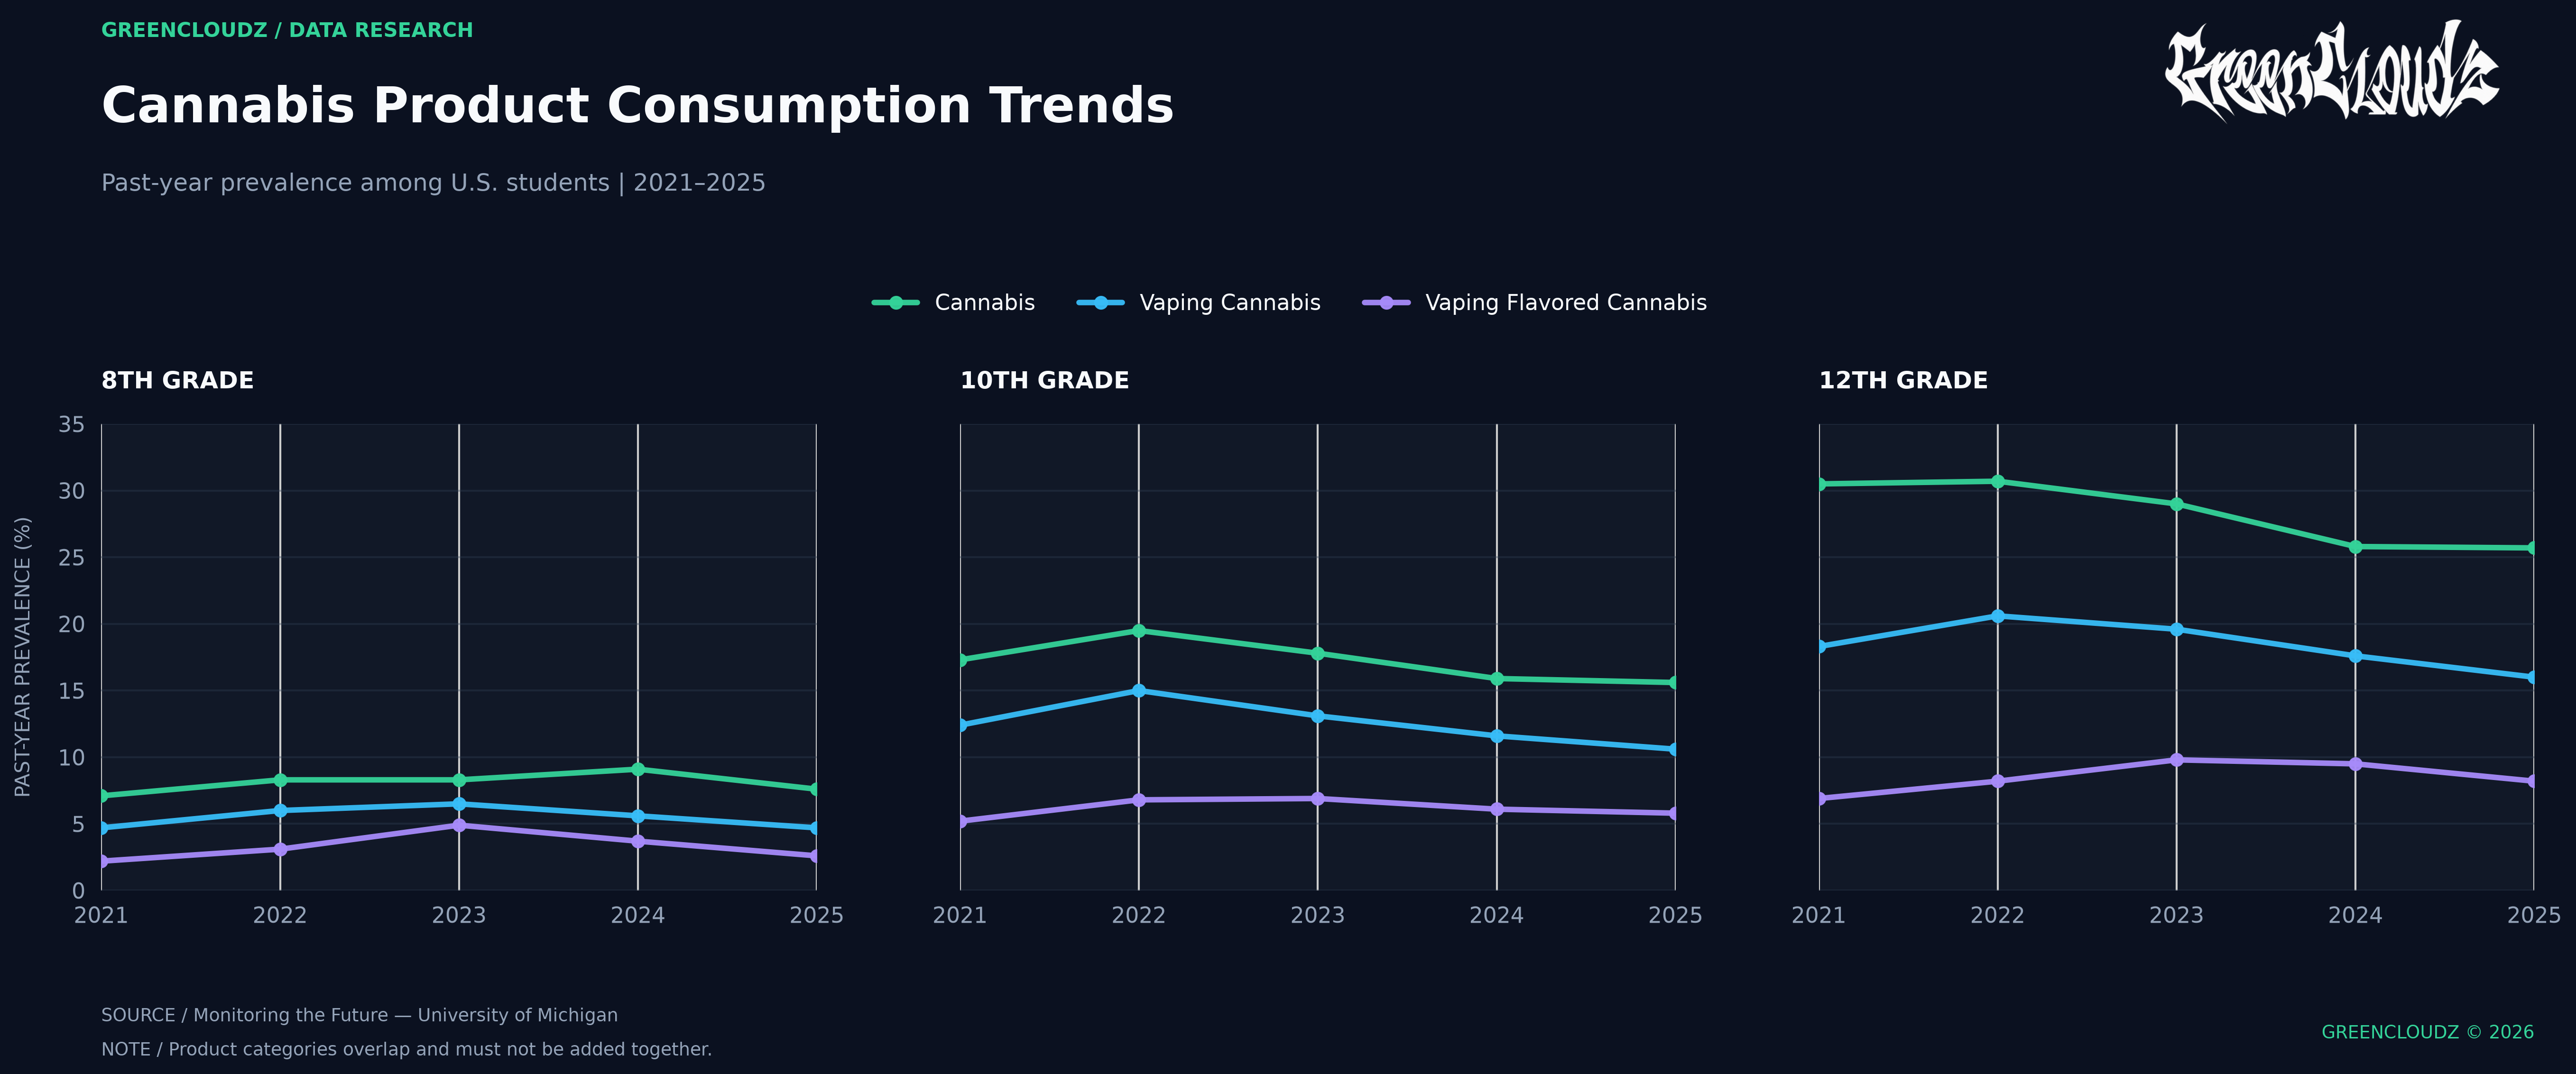 GREENCLOUDZ / DATA RESEARCH
GreenCloudz
Cannabis Product Consumption Trends
Past-year prevalence among U.S. students | 2021–2025
Cannabis
Vaping Cannabis
Vaping Flavored Cannabis
8TH GRADE
10TH GRADE
12TH GRADE
PAST-YEAR PREVALENCE (%)
35
30
25
20
15
10
5
0
2021 2022 2023 2024 2025
2021 2022 2023 2024 2025
2021 2022 2023 2024 2025
SOURCE / Monitoring the Future — University of Michigan
NOTE / Product categories overlap and must not be added together.
GREENCLOUDZ © 2026